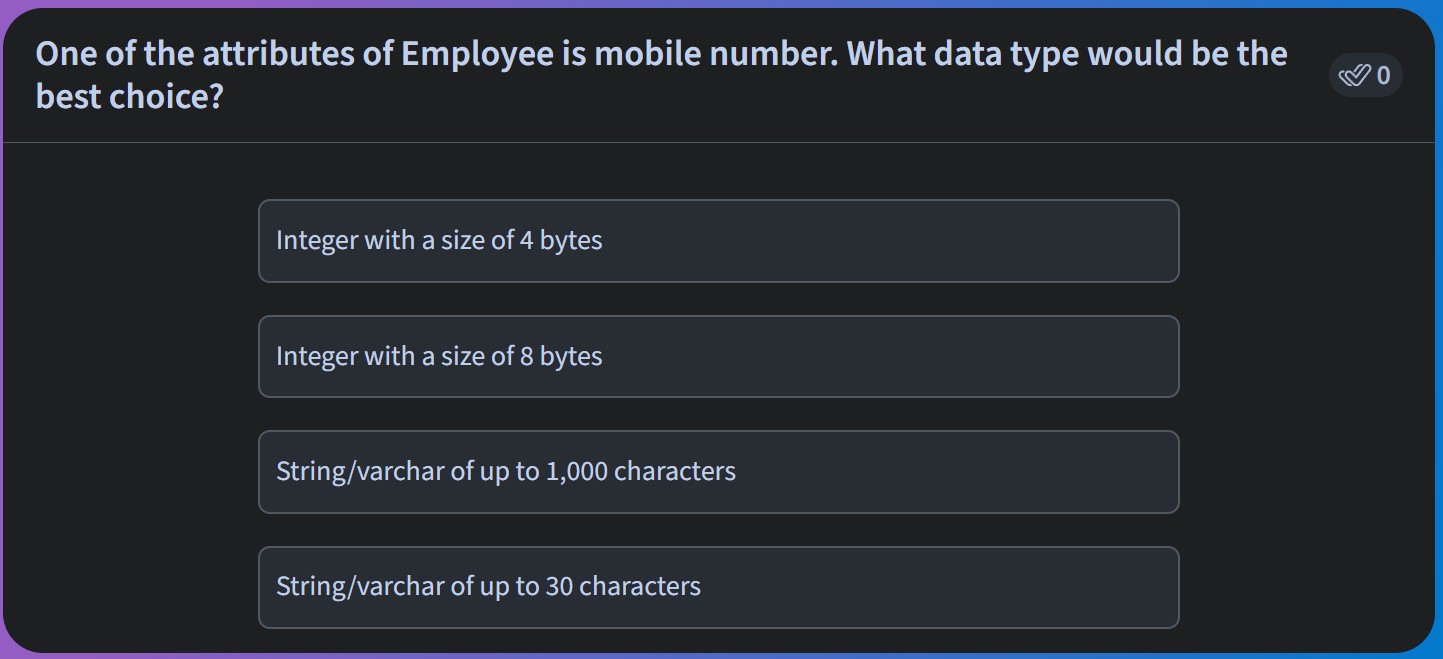 One of the attributes of Employee is mobile number. What data type would be the
best choice?
0
Integer with a size of 4 bytes
Integer with a size of 8 bytes
String/varchar of up to 1,000 characters
String/varchar of up to 30 characters